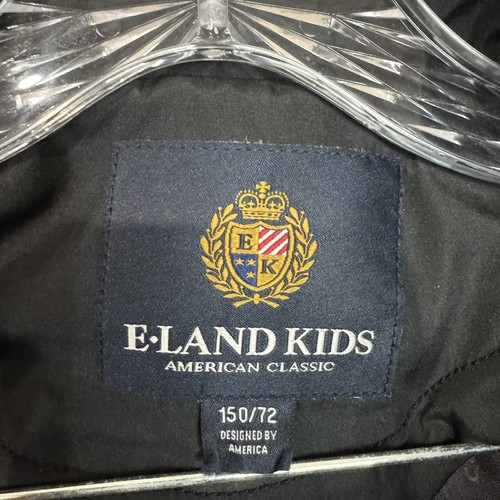 E
K
E·LAND KIDS
AMERICAN CLASSIC
150/72
DESIGNED BY
AMERICA